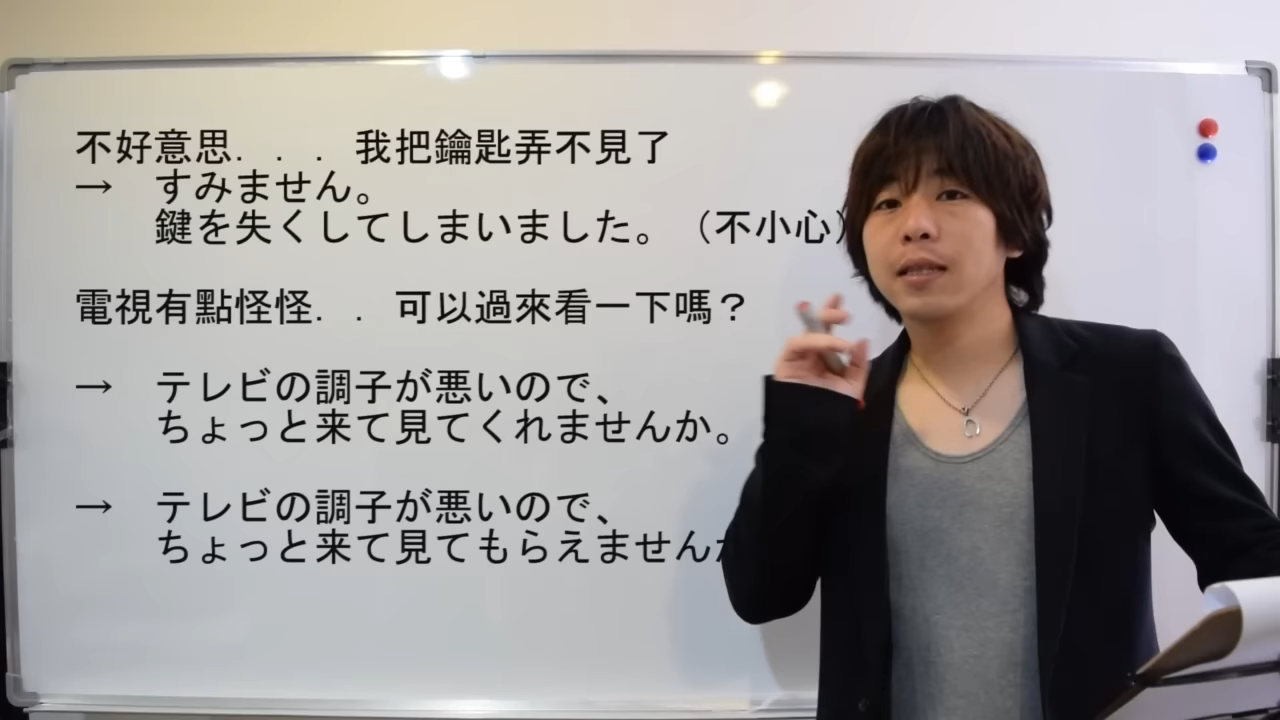 不好意思．．．我把鑰匙弄不見了
→ すみません。
鍵を失くしてしまいました。（不小心）
電視有點怪怪．．可以過來看一下嗎？
→ テレビの調子が悪いので、
ちょっと来て見てくれませんか。
→ テレビの調子が悪いので、
ちょっと来て見てもらえません